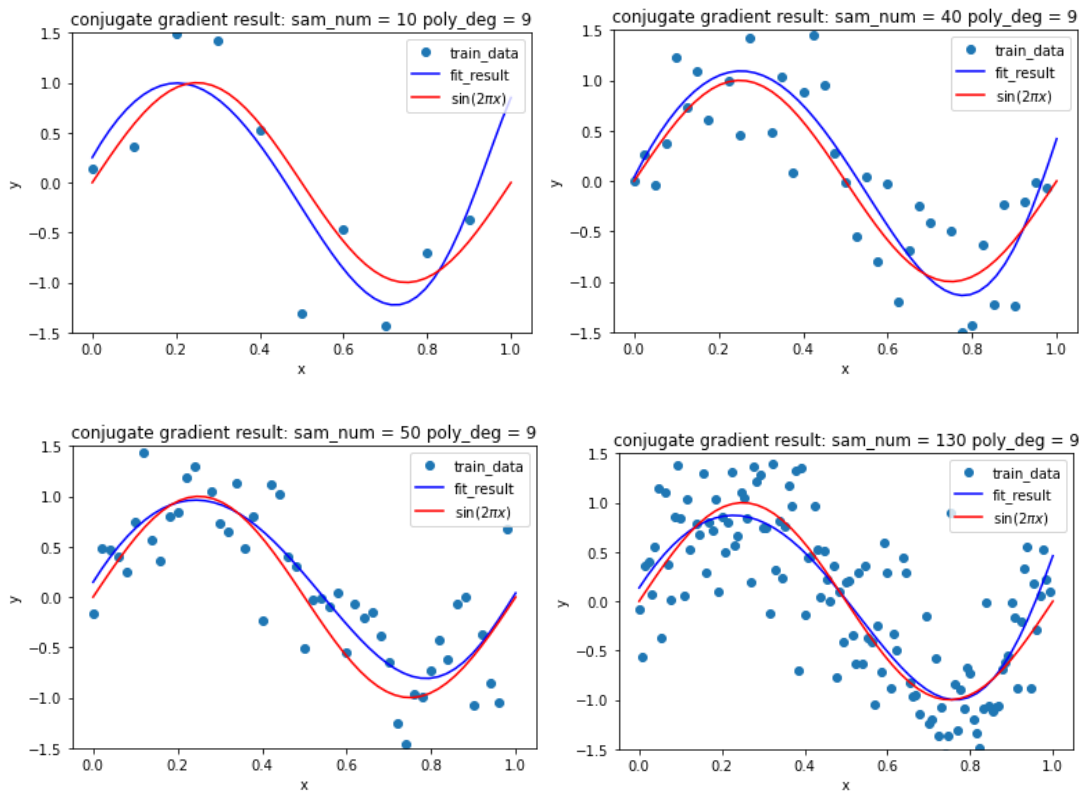 conjugate gradient result: sam_num = 10 poly_deg = 9
1.5
1.0
0.5
0.0
−0.5
−1.0
−1.5
y
train_data
fit_result
sin(2πx)
0.0 0.2 0.4 0.6 0.8 1.0
x
conjugate gradient result: sam_num = 40 poly_deg = 9
1.5
1.0
0.5
0.0
−0.5
−1.0
−1.5
y
train_data
fit_result
sin(2πx)
0.0 0.2 0.4 0.6 0.8 1.0
x
conjugate gradient result: sam_num = 50 poly_deg = 9
1.5
1.0
0.5
0.0
−0.5
−1.0
−1.5
y
train_data
fit_result
sin(2πx)
0.0 0.2 0.4 0.6 0.8 1.0
x
conjugate gradient result: sam_num = 130 poly_deg = 9
1.5
1.0
0.5
0.0
−0.5
−1.0
−1.5
y
train_data
fit_result
sin(2πx)
0.0 0.2 0.4 0.6 0.8 1.0
x